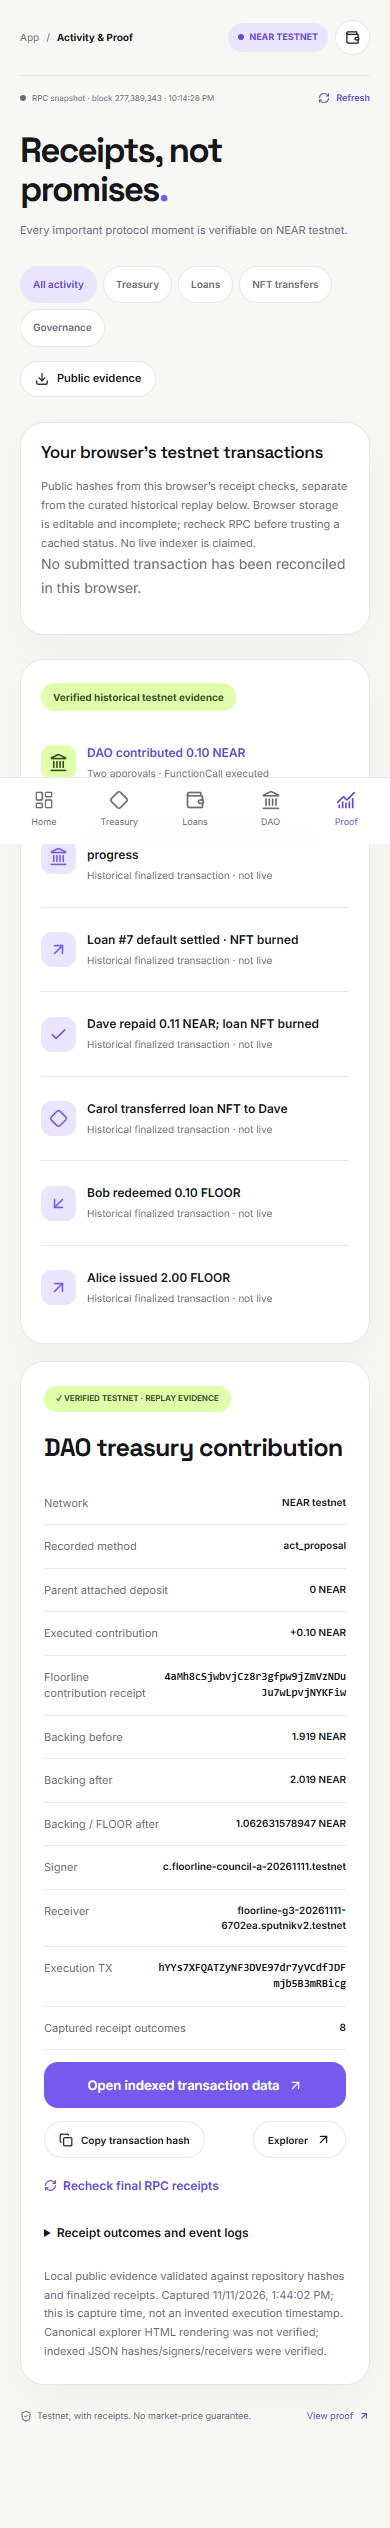 App / Activity & Proof
NEAR TESTNET
RPC snapshot · block 277,389,343 · 10:14:28 PM
Refresh
Receipts, not
promises.
Every important protocol moment is verifiable on NEAR testnet.
All activity
Treasury
Loans
NFT transfers
Governance
Public evidence
Your browser's testnet transactions
Public hashes from this browser's receipt checks, separate
from the curated historical replay below. Browser storage
is editable and incomplete; recheck RPC before trusting a
cached status. No live indexer is claimed.
No submitted transaction has been reconciled
in this browser.
Verified historical testnet evidence
DAO contributed 0.10 NEAR
Two approvals · FunctionCall executed
Home
Treasury
Loans
DAO
Proof
progress
Historical finalized transaction · not live
Loan #7 default settled · NFT burned
Historical finalized transaction · not live
Dave repaid 0.11 NEAR; loan NFT burned
Historical finalized transaction · not live
Carol transferred loan NFT to Dave
Historical finalized transaction · not live
Bob redeemed 0.10 FLOOR
Historical finalized transaction · not live
Alice issued 2.00 FLOOR
Historical finalized transaction · not live
✓ VERIFIED TESTNET · REPLAY EVIDENCE
DAO treasury contribution
Network NEAR testnet
Recorded method act_proposal
Parent attached deposit 0 NEAR
Executed contribution +0.10 NEAR
Floorline 4aMh8cSjwbvjCz8r3gfpw9jZmVzNDu
contribution receipt Ju7wLpvjNYKFiw
Backing before 1.919 NEAR
Backing after 2.019 NEAR
Backing / FLOOR after 1.062631578947 NEAR
Signer c.floorline-council-a-20261111.testnet
Receiver floorline-g3-20261111-
6702ea.sputnikv2.testnet
Execution TX hYYs7XFQATZyNF3DVE97dr7yVCdfJDF
mjb5B3mRBicg
Captured receipt outcomes 8
Open indexed transaction data
Copy transaction hash
Explorer
Recheck final RPC receipts
Receipt outcomes and event logs
Local public evidence validated against repository hashes
and finalized receipts. Captured 11/11/2026, 1:44:02 PM;
this is capture time, not an invented execution timestamp.
Canonical explorer HTML rendering was not verified;
indexed JSON hashes/signers/receivers were verified.
Testnet, with receipts. No market-price guarantee.
View proof